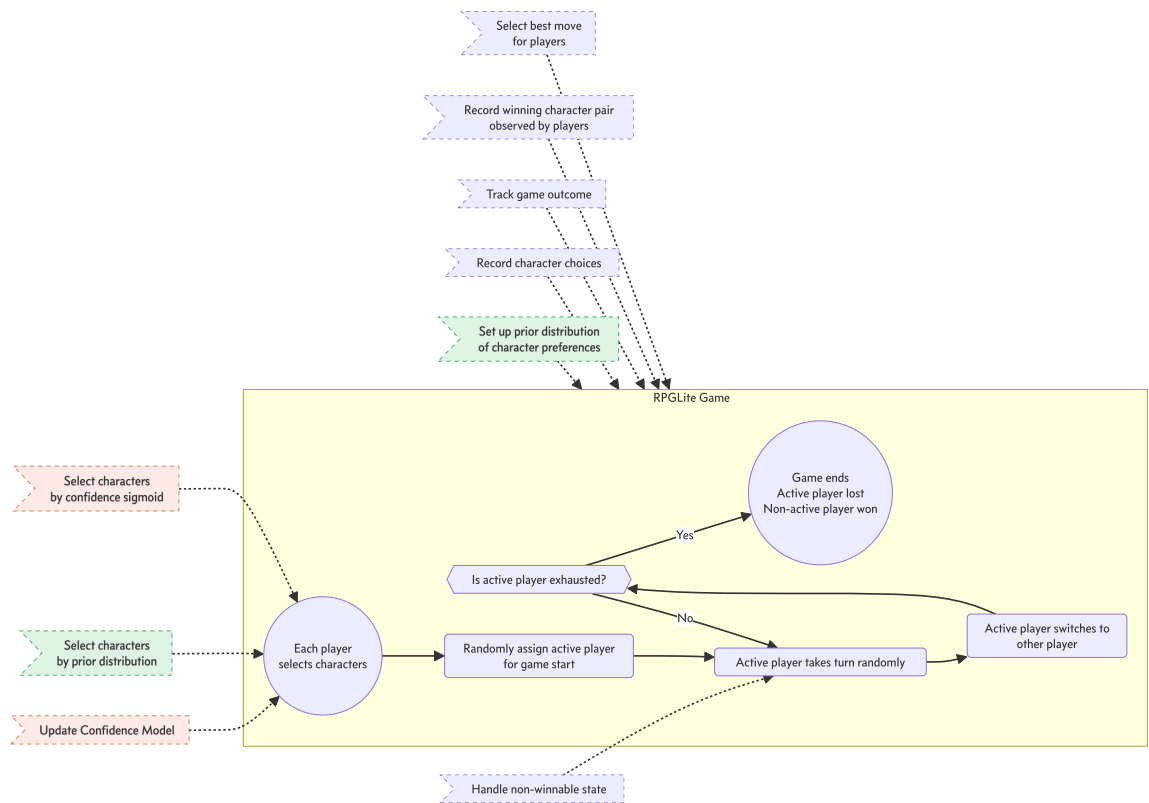 Select best move
for players
Record winning character pair
observed by players
Track game outcome
Record character choices
Set up prior distribution
of character preferences
RPGLite Game
Select characters
by confidence sigmoid
Game ends
Active player lost
Non-active player won
Yes
Is active player exhausted?
No
Each player
selects characters
Randomly assign active player
for game start
Active player takes turn randomly
Active player switches to
other player
Select characters
by prior distribution
Update Confidence Model
Handle non-winnable state